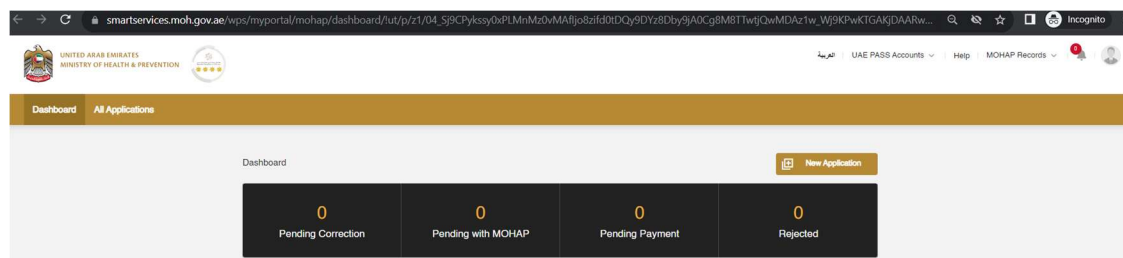 smartservices.moh.gov.ae/wps/myportal/mohap/dashboard/!ut/p/z1/04_Sj9CPykssy0xPLMnMz0vMAfIjo8zifd0tDQy9DYz8Dby9jA0Cg8M8TTwtjQwMDAz1w_Wj9KPwKTGAKjDAARw...
Incognito
UNITED ARAB EMIRATES
MINISTRY OF HEALTH & PREVENTION
العربية
UAE PASS Accounts
Help
MOHAP Records
8
Dashboard
All Applications
Dashboard
New Application
0
Pending Correction
0
Pending with MOHAP
0
Pending Payment
0
Rejected